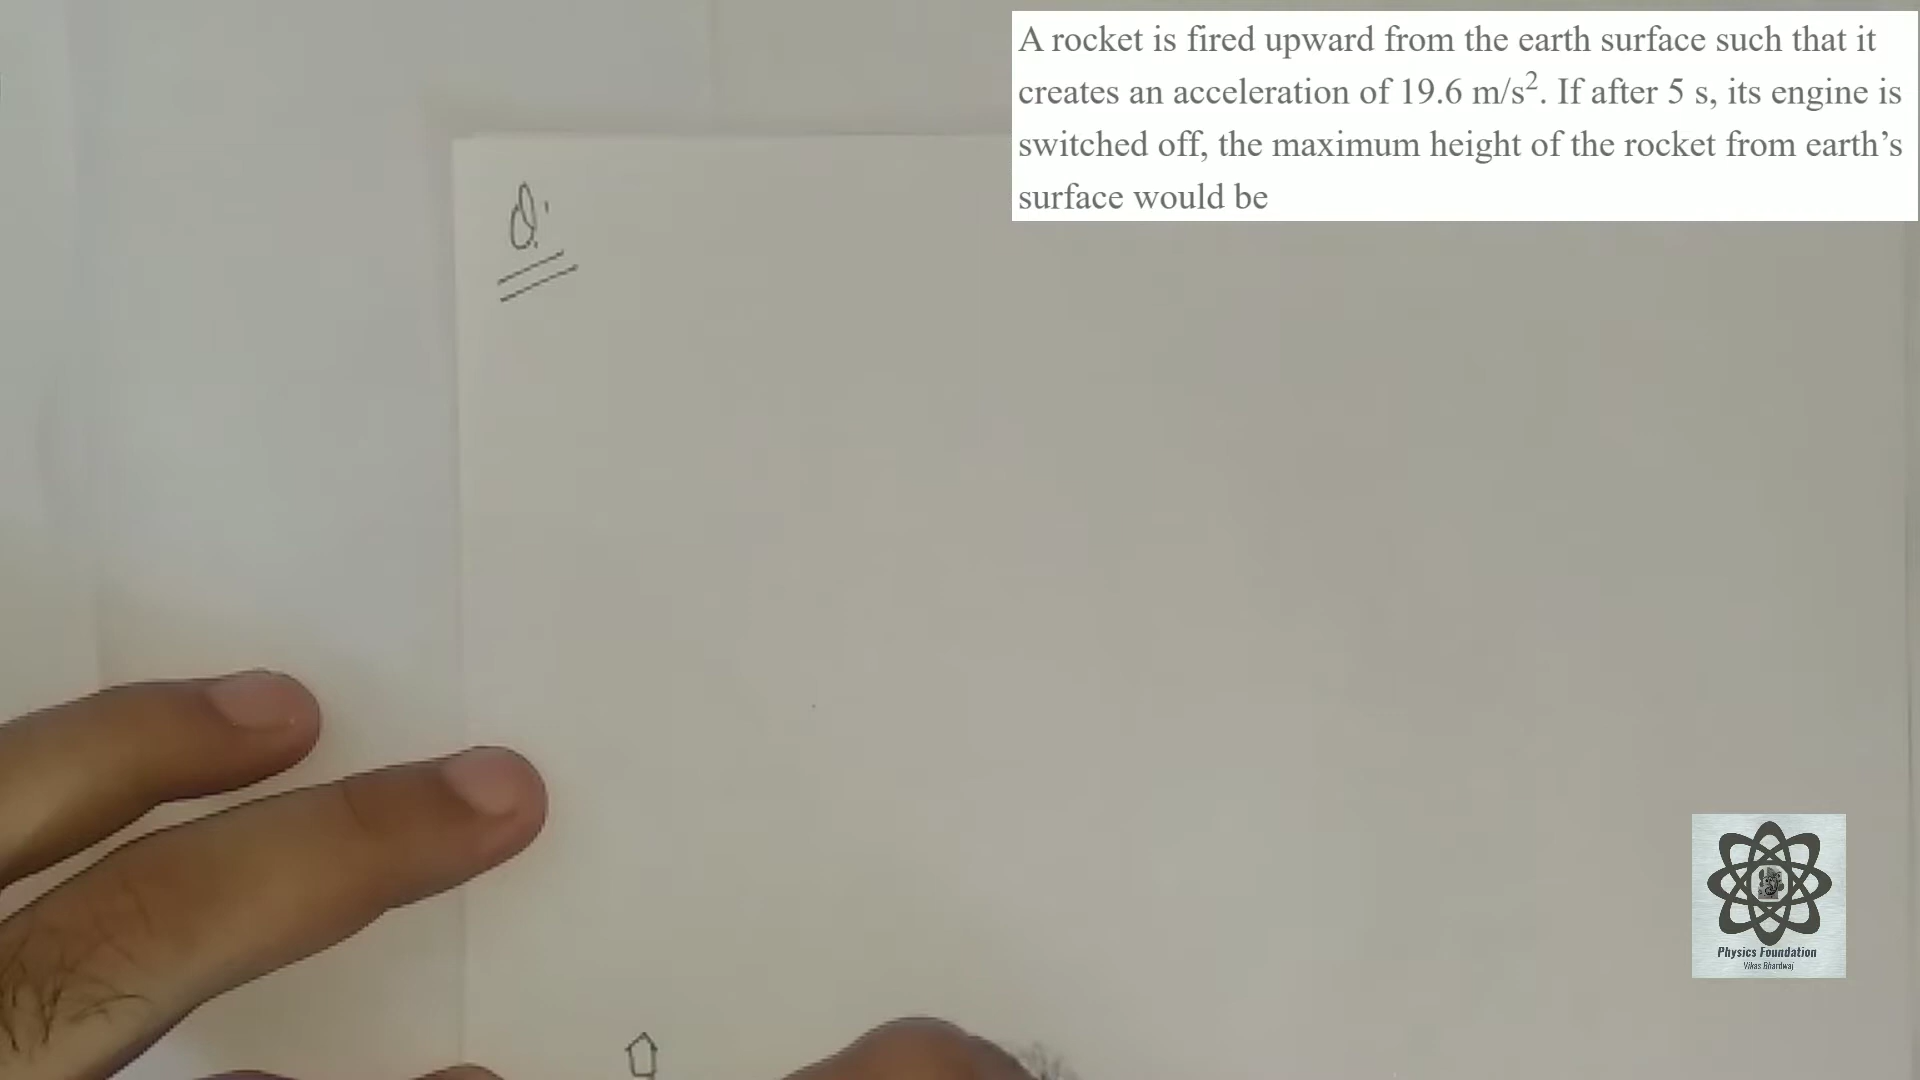 A rocket is fired upward from the earth surface such that it
creates an acceleration of 19.6 m/s². If after 5 s, its engine is
switched off, the maximum height of the rocket from earth’s
surface would be
Q.
Physics Foundation
Vikas Bhardwaj